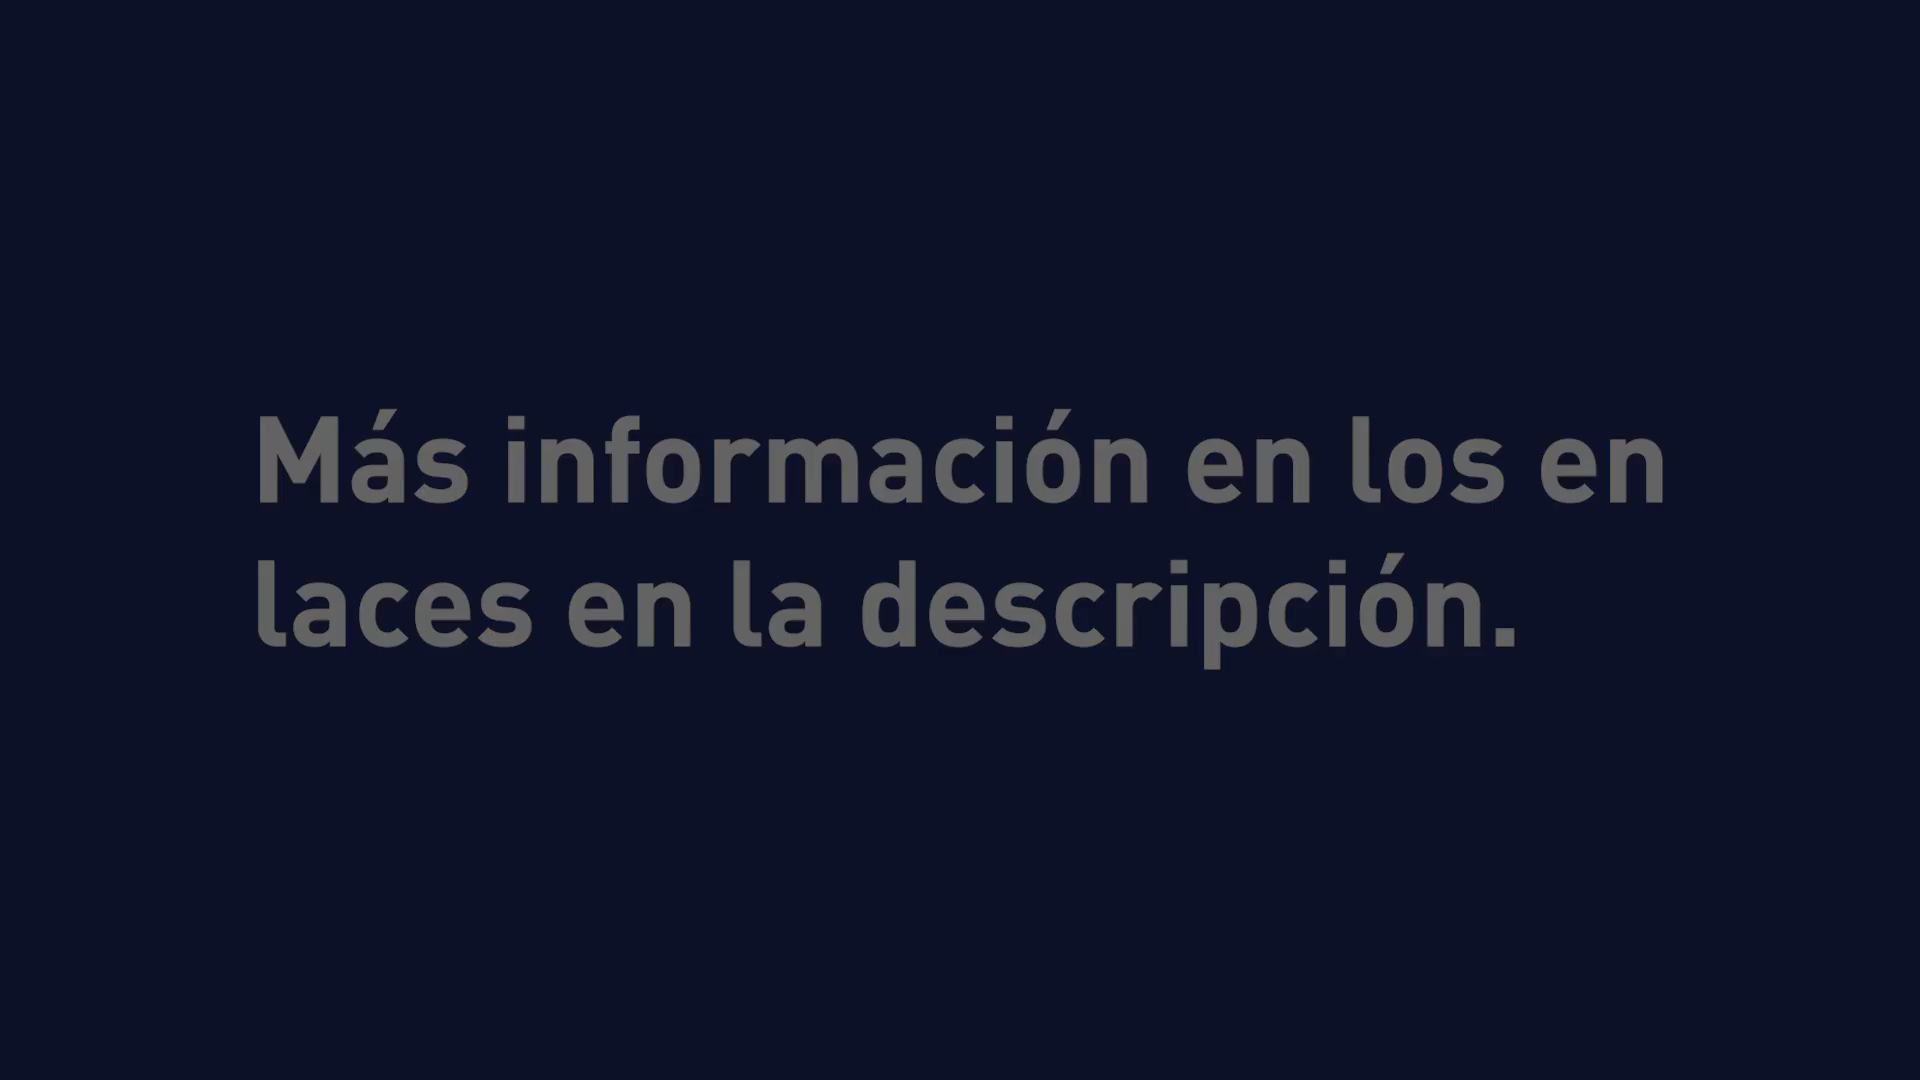 Más información en los en
laces en la descripción.